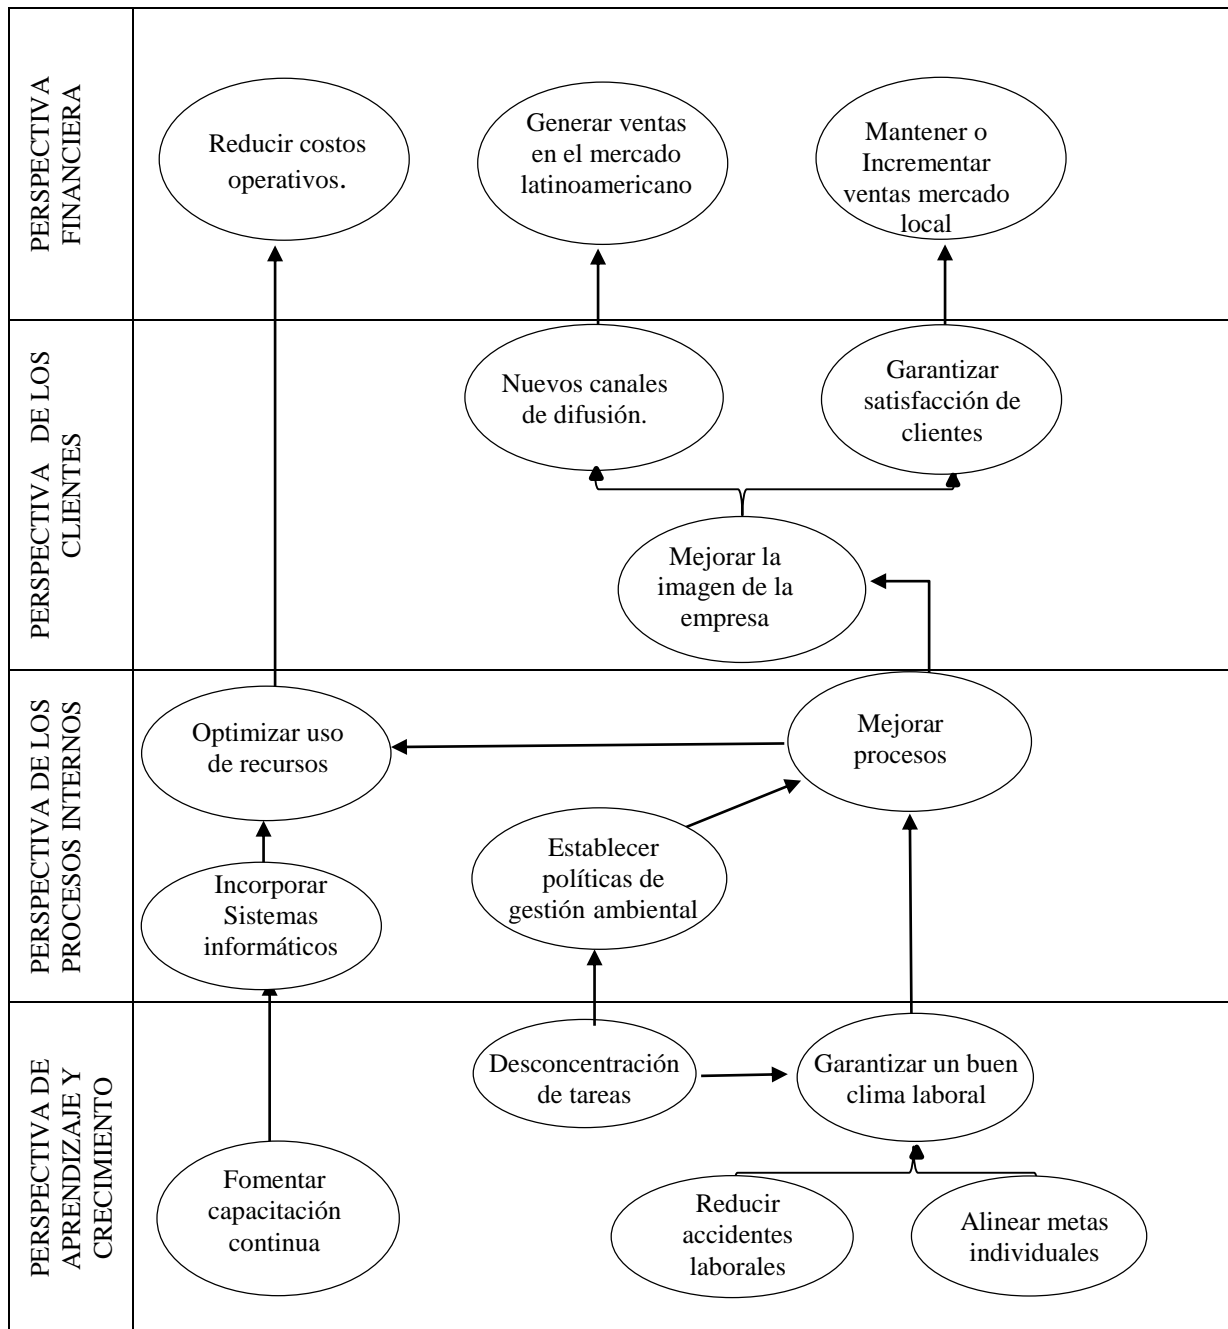 PERSPECTIVA
FINANCIERA
Reducir costos
operativos.
Generar ventas
en el mercado
latinoamericano
Mantener o
Incrementar
ventas mercado
local
PERSPECTIVA DE LOS
CLIENTES
Nuevos canales
de difusión.
Garantizar
satisfacción de
clientes
Mejorar la
imagen de la
empresa
PERSPECTIVA DE LOS
PROCESOS INTERNOS
Optimizar uso
de recursos
Mejorar
procesos
Establecer
políticas de
gestión ambiental
Incorporar
Sistemas
informáticos
PERSPECTIVA DE
APRENDIZAJE Y
CRECIMIENTO
Desconcentración
de tareas
Garantizar un buen
clima laboral
Fomentar
capacitación
continua
Reducir
accidentes
laborales
Alinear metas
individuales